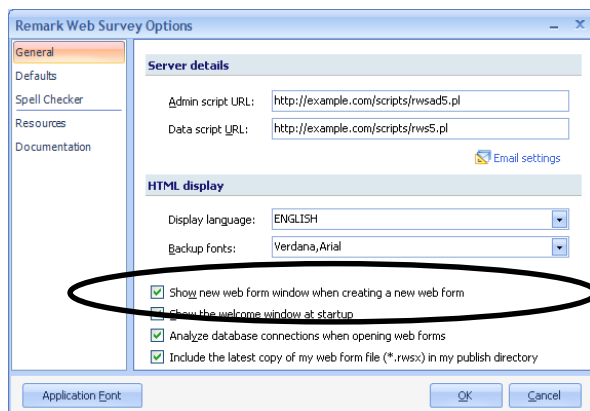 Remark Web Survey Options
General
Defaults
Spell Checker
Resources
Documentation
Server details
Admin script URL: http://example.com/scripts/rwsad5.pl
Data script URL: http://example.com/scripts/rws5.pl
Email settings
HTML display
Display language: ENGLISH
Backup fonts: Verdana,Arial
Show new web form window when creating a new web form
Show the welcome window at startup
Analyze database connections when opening web forms
Include the latest copy of my web form file (*.rwsx) in my publish directory
Application Font OK Cancel